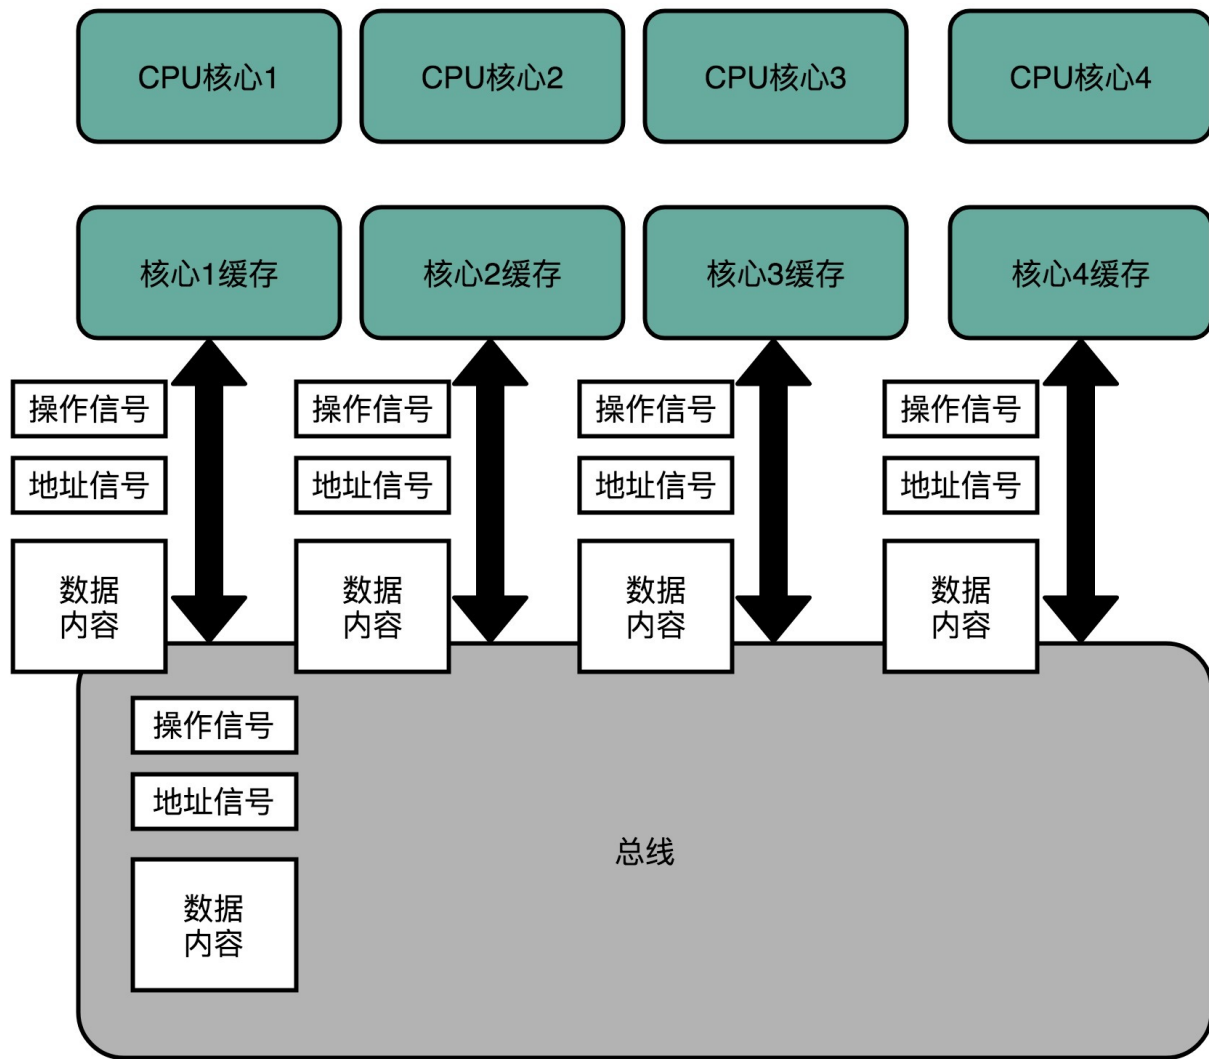 CPU核心1
CPU核心2
CPU核心3
CPU核心4
核心1缓存
核心2缓存
核心3缓存
核心4缓存
操作信号
操作信号
操作信号
操作信号
地址信号
地址信号
地址信号
地址信号
数据
内容
数据
内容
数据
内容
数据
内容
操作信号
地址信号
总线
数据
内容